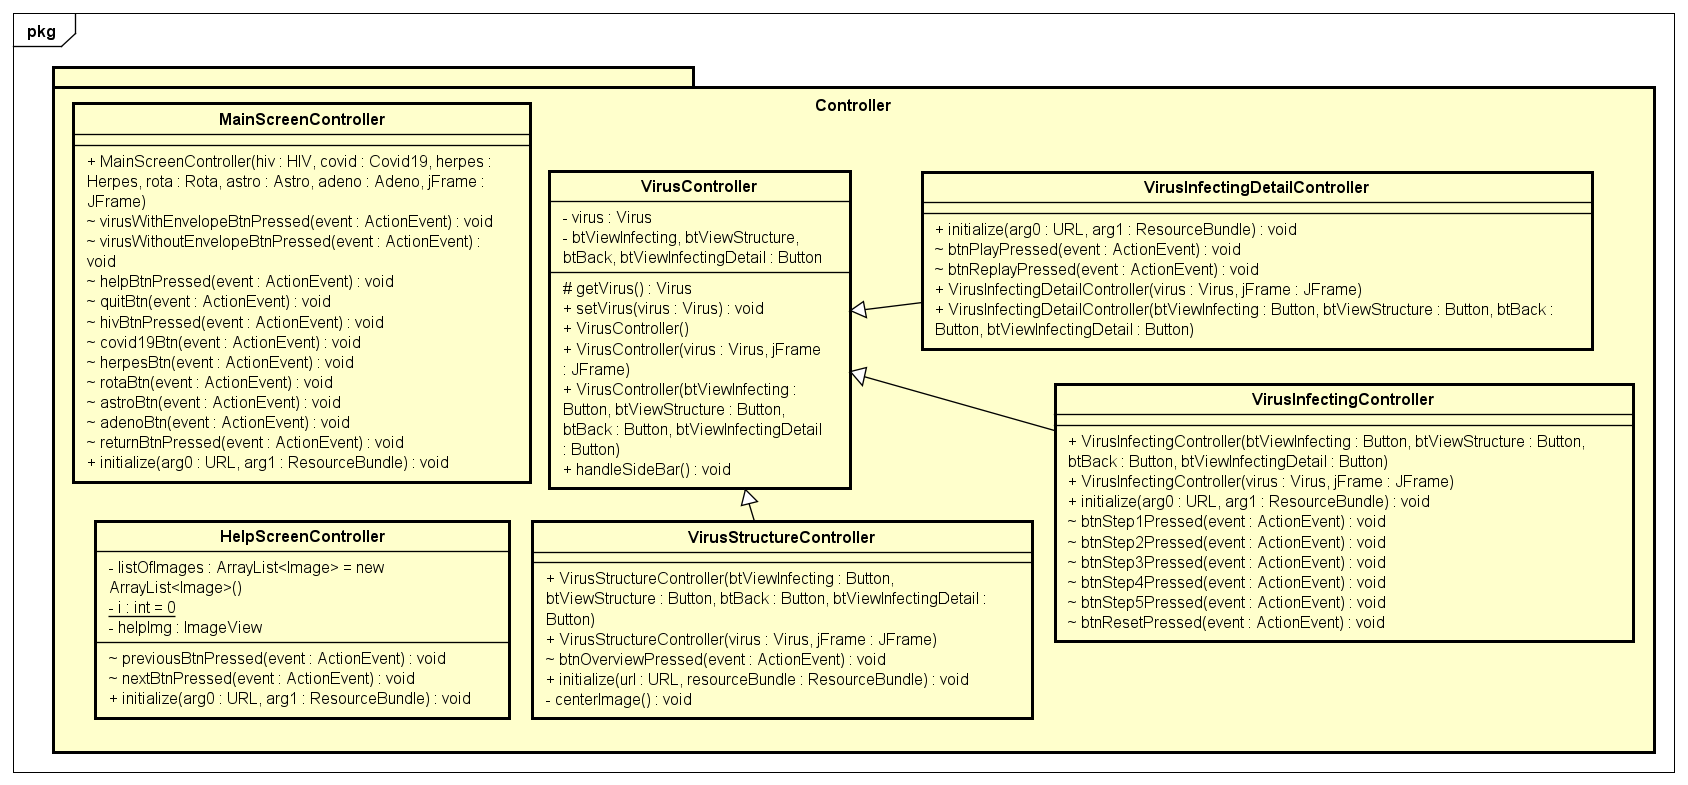 pkg
Controller
MainScreenController
+ MainScreenController(hiv : HIV, covid : Covid19, herpes :
Herpes, rota : Rota, astro : Astro, adeno : Adeno, jFrame :
JFrame)
~ virusWithEnvelopeBtnPressed(event : ActionEvent) : void
~ virusWithoutEnvelopeBtnPressed(event : ActionEvent) :
void
~ helpBtnPressed(event : ActionEvent) : void
~ quitBtn(event : ActionEvent) : void
~ hivBtnPressed(event : ActionEvent) : void
~ covid19Btn(event : ActionEvent) : void
~ herpesBtn(event : ActionEvent) : void
~ rotaBtn(event : ActionEvent) : void
~ astroBtn(event : ActionEvent) : void
~ adenoBtn(event : ActionEvent) : void
~ returnBtnPressed(event : ActionEvent) : void
+ initialize(arg0 : URL, arg1 : ResourceBundle) : void
VirusController
- virus : Virus
- btViewInfecting, btViewStructure,
btBack, btViewInfectingDetail : Button
# getVirus() : Virus
+ setVirus(virus : Virus) : void
+ VirusController()
+ VirusController(virus : Virus, jFrame
: JFrame)
+ VirusController(btViewInfecting :
Button, btViewStructure : Button,
btBack : Button, btViewInfectingDetail
: Button)
+ handleSideBar() : void
VirusInfectingDetailController
+ initialize(arg0 : URL, arg1 : ResourceBundle) : void
~ btnPlayPressed(event : ActionEvent) : void
~ btnReplayPressed(event : ActionEvent) : void
+ VirusInfectingDetailController(virus : Virus, jFrame : JFrame)
+ VirusInfectingDetailController(btViewInfecting : Button, btViewStructure : Button, btBack :
Button, btViewInfectingDetail : Button)
VirusInfectingController
+ VirusInfectingController(btViewInfecting : Button, btViewStructure : Button,
btBack : Button, btViewInfectingDetail : Button)
+ VirusInfectingController(virus : Virus, jFrame : JFrame)
+ initialize(arg0 : URL, arg1 : ResourceBundle) : void
~ btnStep1Pressed(event : ActionEvent) : void
~ btnStep2Pressed(event : ActionEvent) : void
~ btnStep3Pressed(event : ActionEvent) : void
~ btnStep4Pressed(event : ActionEvent) : void
~ btnStep5Pressed(event : ActionEvent) : void
~ btnResetPressed(event : ActionEvent) : void
HelpScreenController
- listOfImages : ArrayList<Image> = new
ArrayList<Image>()
- i : int = 0
- helpImg : ImageView
~ previousBtnPressed(event : ActionEvent) : void
~ nextBtnPressed(event : ActionEvent) : void
+ initialize(arg0 : URL, arg1 : ResourceBundle) : void
VirusStructureController
+ VirusStructureController(btViewInfecting : Button,
btViewStructure : Button, btBack : Button, btViewInfectingDetail :
Button)
+ VirusStructureController(virus : Virus, jFrame : JFrame)
~ btnOverviewPressed(event : ActionEvent) : void
+ initialize(url : URL, resourceBundle : ResourceBundle) : void
- centerImage() : void